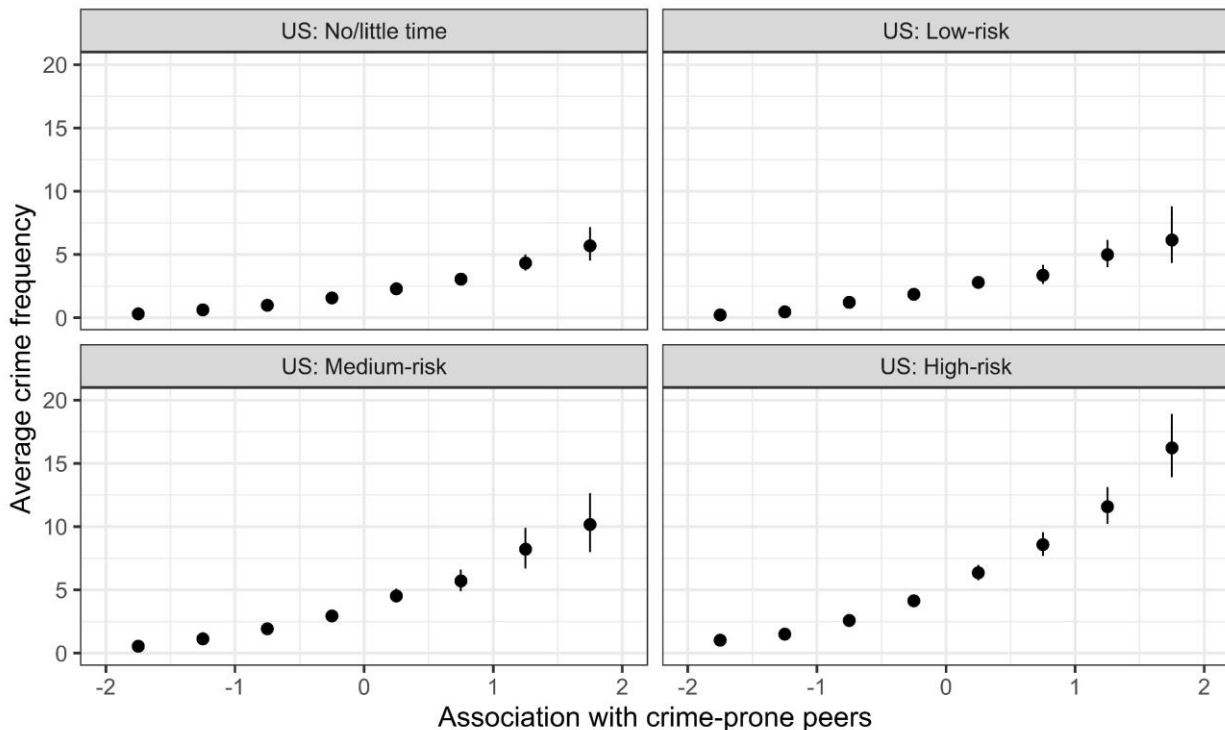 US: No/little time
US: Low-risk
20
15
10
5
0
US: Medium-risk
US: High-risk
20
15
10
5
0
-2 -1 0 1 2
-2 -1 0 1 2
Average crime frequency
Association with crime-prone peers